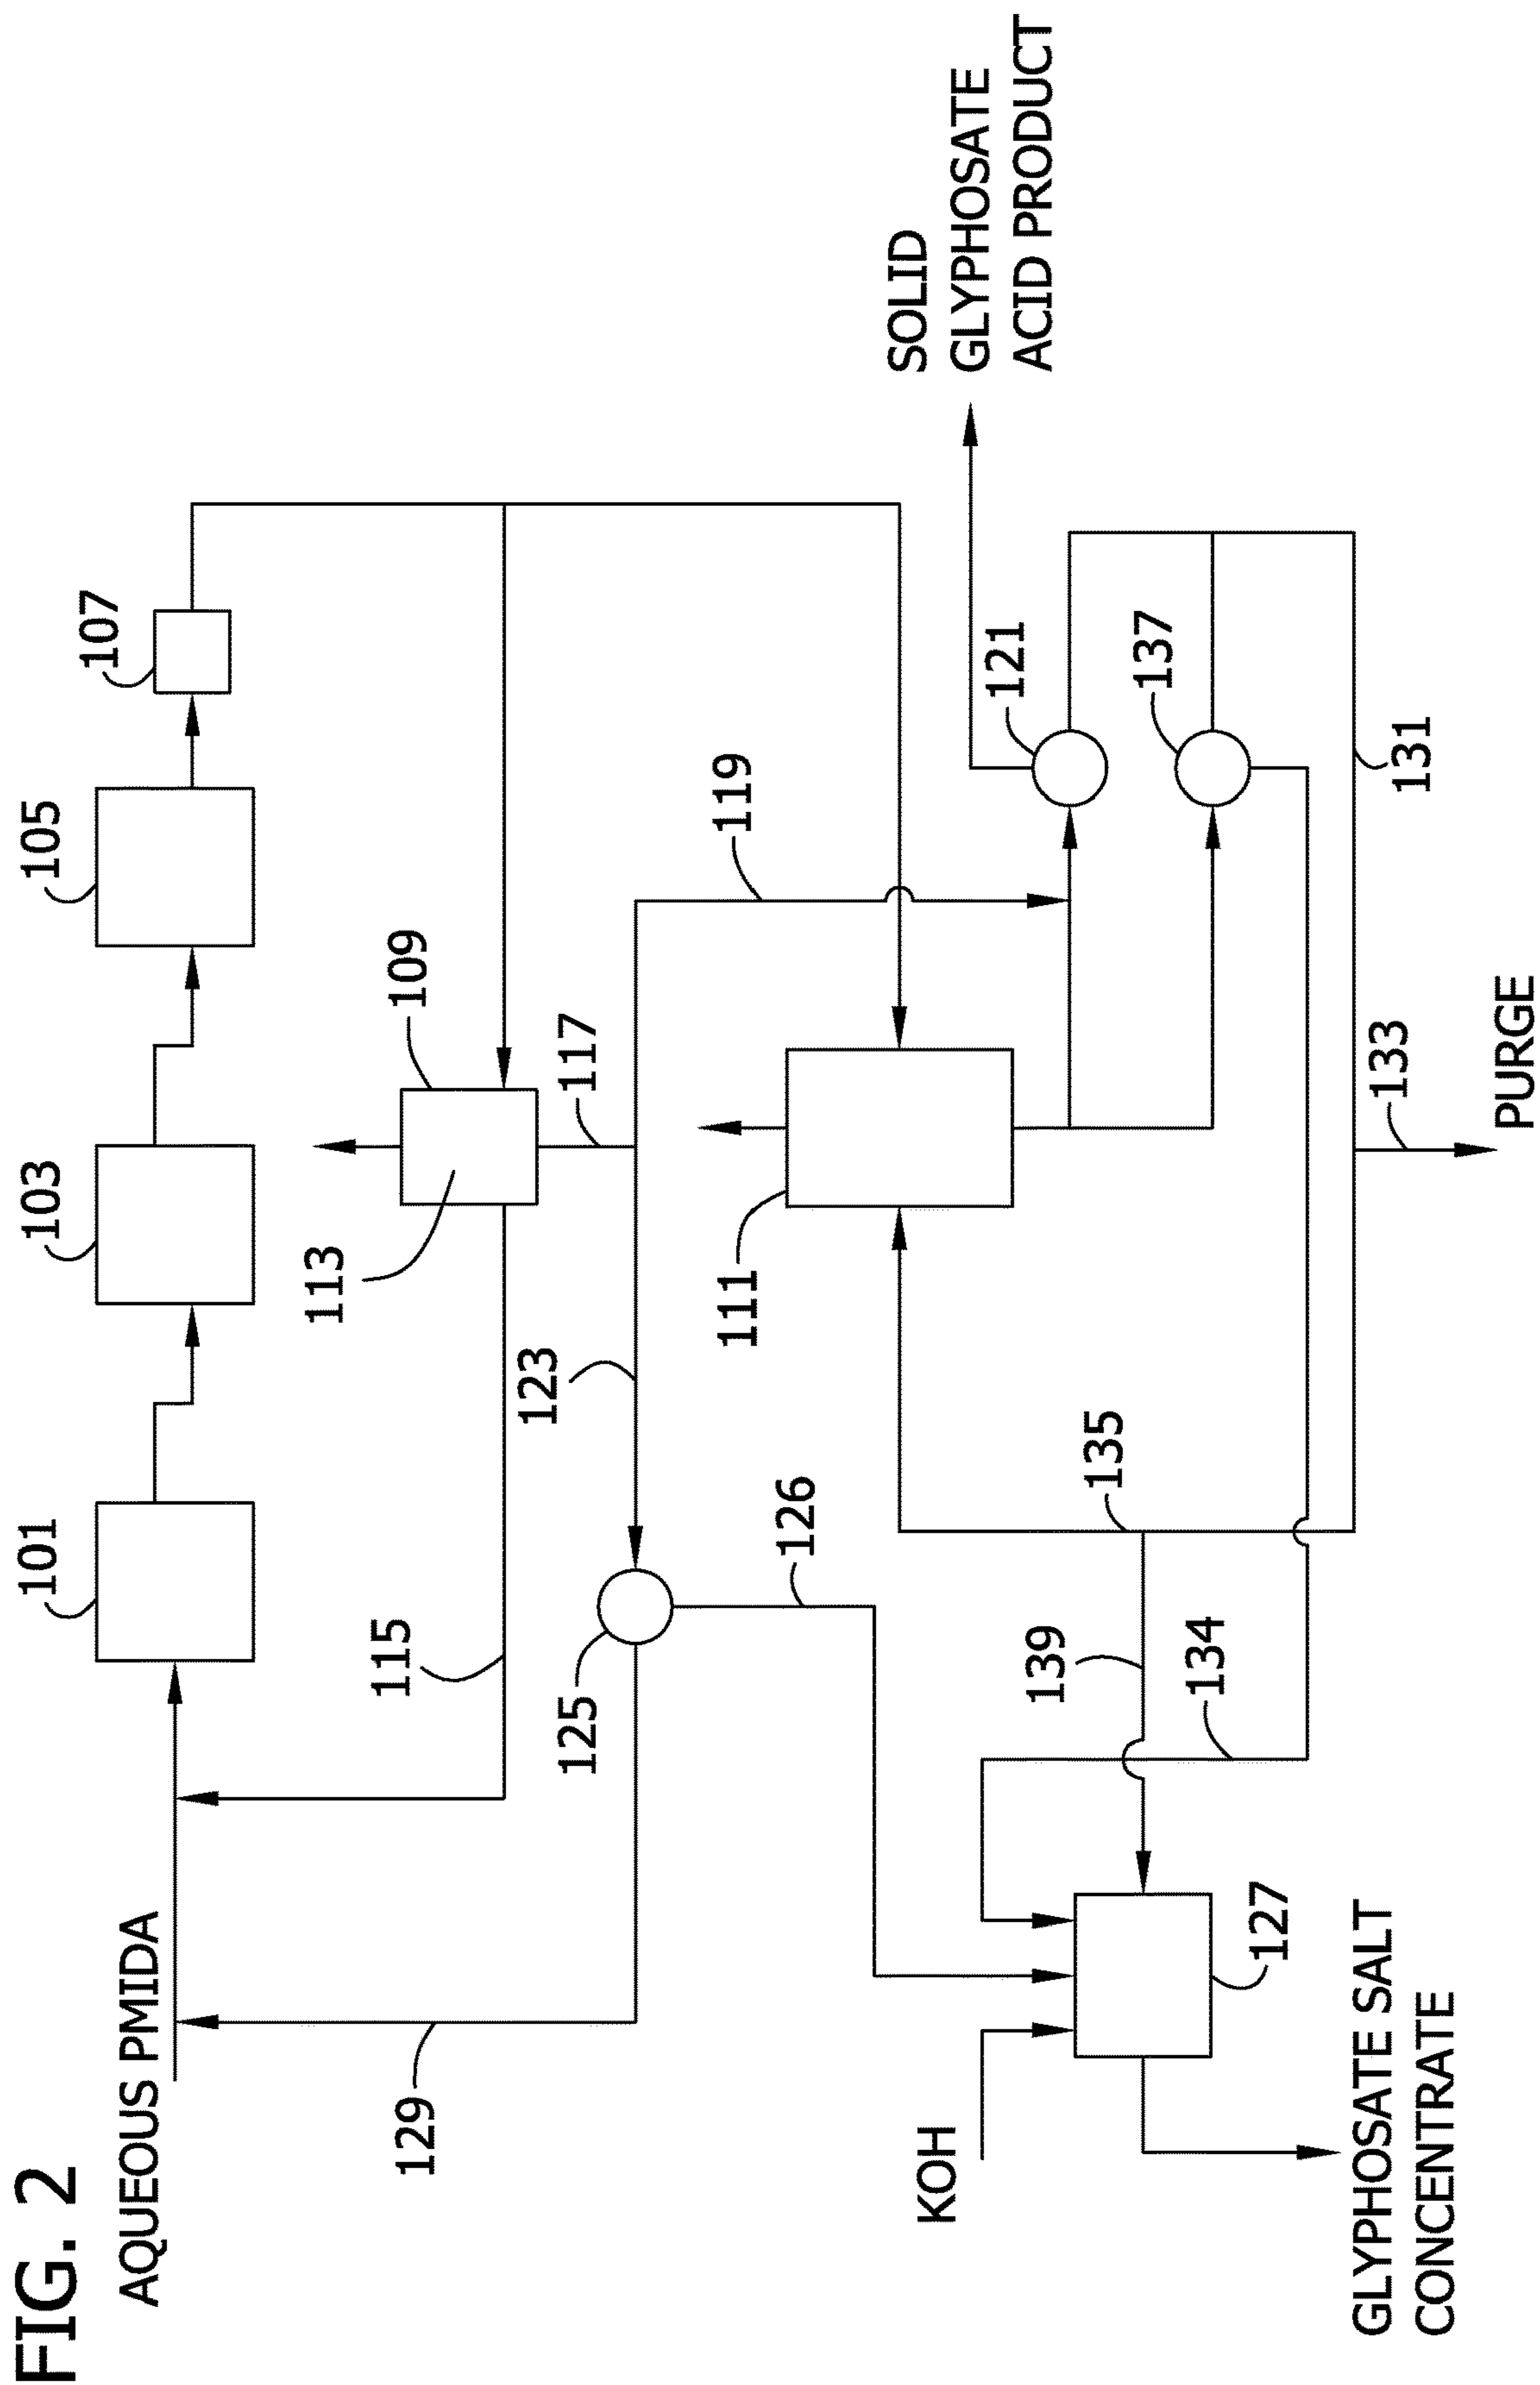 FIG. 2
AQUEOUS PMIDA
101
103
105
107
129
115
113
109
125
123
117
126
111
119
SOLID
GLYPHOSATE
ACID PRODUCT
121
137
KOH
139
135
134
127
131
133
PURGE
GLYPHOSATE SALT
CONCENTRATE